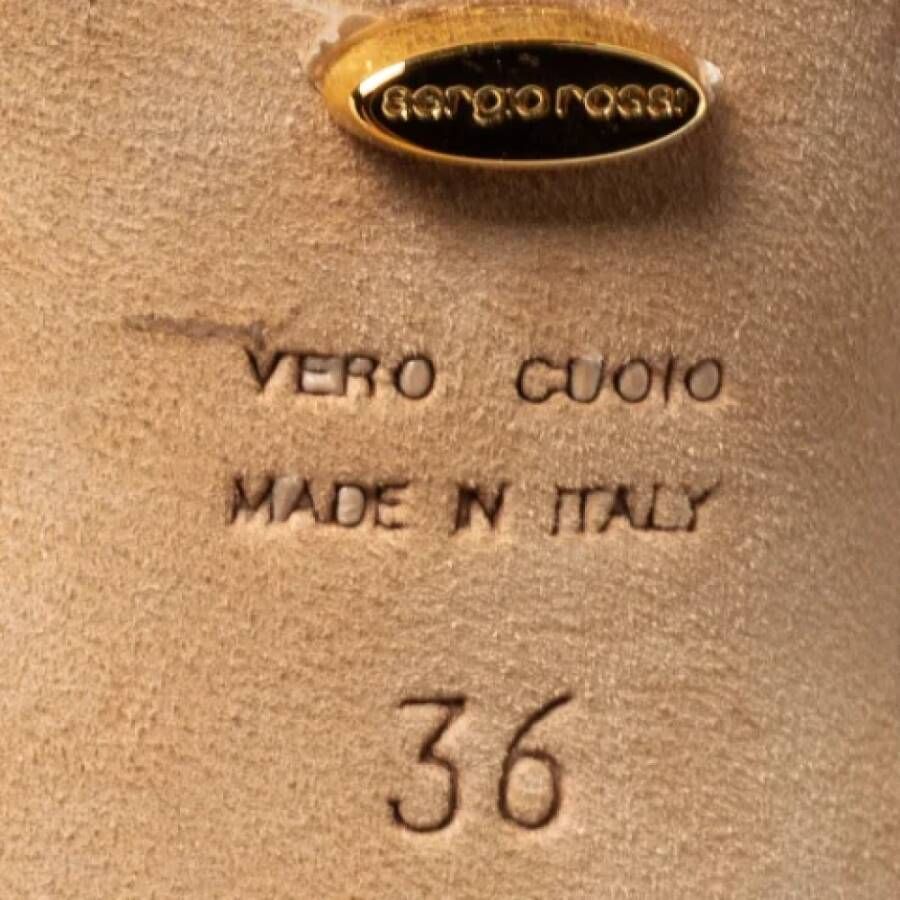 sergio rossi
VERO CUOIO
MADE IN ITALY
36